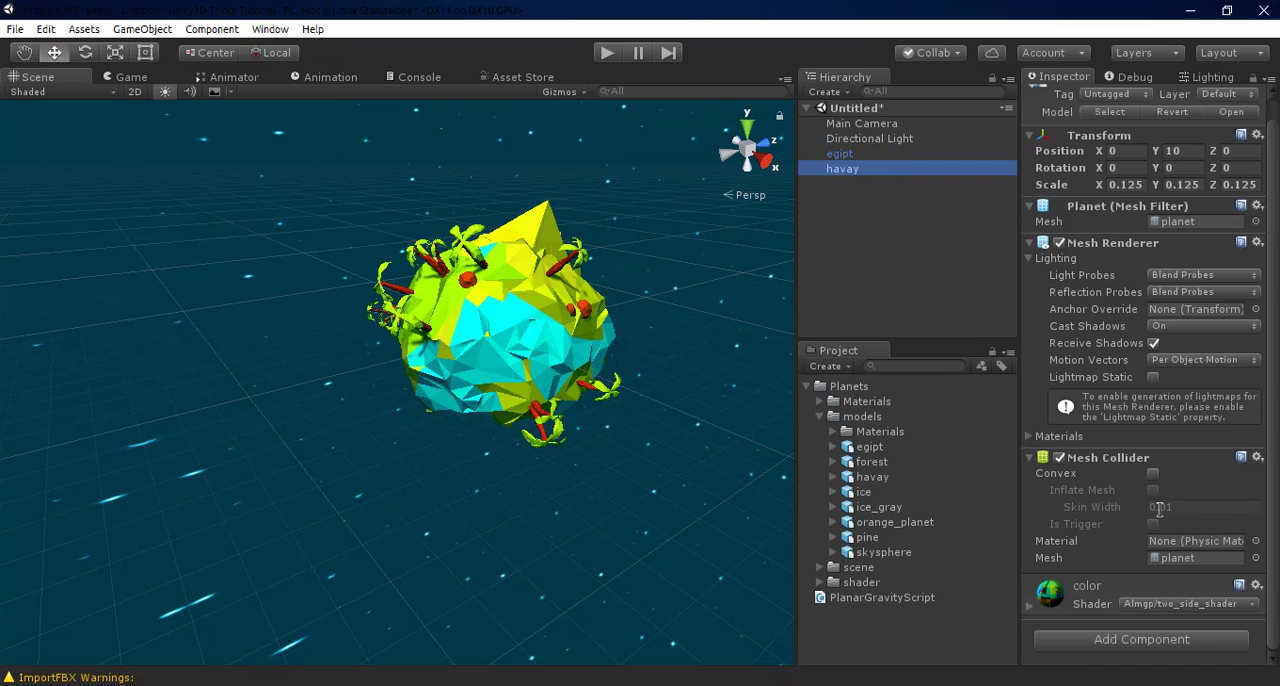 File Edit Assets GameObject Component Window Help
Center Local Collab Account Layers Layout
Scene Game Animator Animation Console Asset Store
Shaded 2D Gizmos All
y
z
x
Persp
Hierarchy
Create All
Untitled*
Main Camera
Directional Light
egipt
havay
Project
Create
Planets
Materials
models
Materials
egipt
forest
havay
ice
ice_gray
orange_planet
pine
skysphere
scene
shader
PlanarGravityScript
Inspector Debug Lighting
Tag Untagged Layer Default
Model Select Revert Open
Transform
Position X 0 Y 10 Z 0
Rotation X 0 Y 0 Z 0
Scale X 0.125 Y 0.125 Z 0.125
Planet (Mesh Filter)
Mesh planet
Mesh Renderer
Lighting
Light Probes Blend Probes
Reflection Probes Blend Probes
Anchor Override None (Transform)
Cast Shadows On
Receive Shadows
Motion Vectors Per Object Motion
Lightmap Static
To enable generation of lightmaps for
this Mesh Renderer, please enable
the 'Lightmap Static' property.
Materials
Mesh Collider
Convex
Inflate Mesh
Skin Width 0.01
Is Trigger
Material None (Physic Mat
Mesh planet
color
Shader Almgp/two_side_shader
Add Component
ImportFBX Warnings: